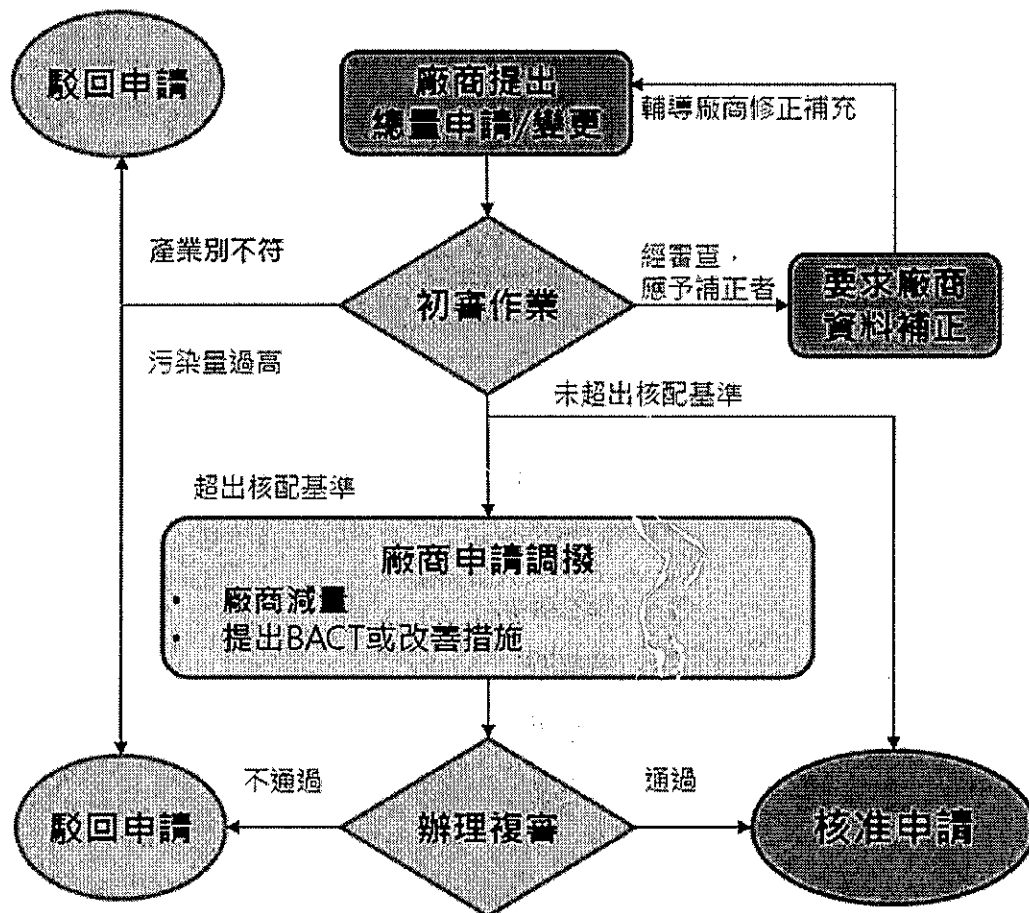 駁回申請
廠商提出
總量申請/變更
輔導廠商修正補充
產業別不符
初審作業
經審查，
應予補正者
要求廠商
資料補正
污染量過高
未超出核配基準
超出核配基準
廠商申請調撥
• 廠商減量
• 提出BACT或改善措施
駁回申請
不通過
辦理複審
通過
核准申請